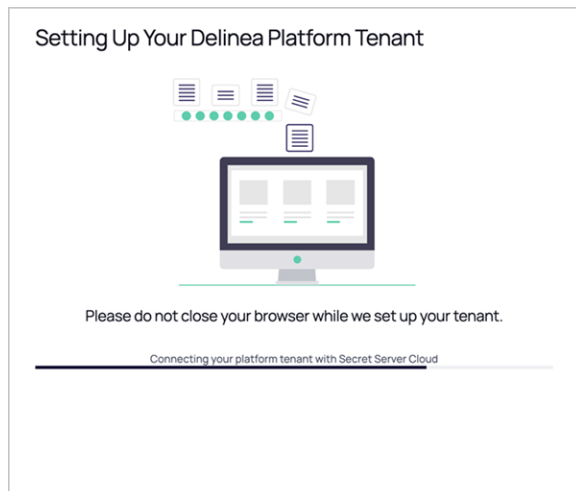 Setting Up Your Delinea Platform Tenant
Please do not close your browser while we set up your tenant.
Connecting your platform tenant with Secret Server Cloud